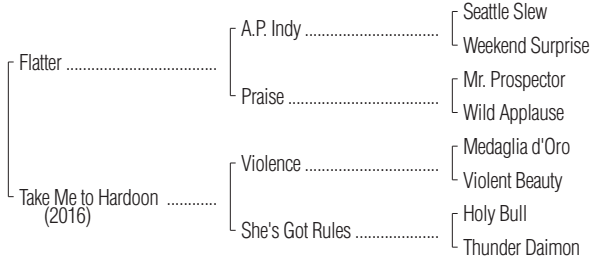 Seattle Slew
A.P. Indy ..............................
Weekend Surprise
Flatter ..................................
Mr. Prospector
Praise ..................................
Wild Applause
Medaglia d'Oro
Violence ..............................
Violent Beauty
Take Me to Hardoon ...........
(2016)
Holy Bull
She's Got Rules ...................
Thunder Daimon